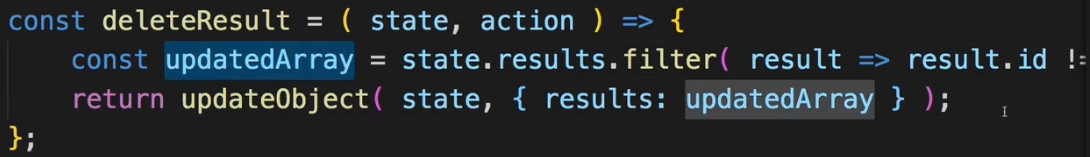 const deleteResult = ( state, action ) => {
    const updatedArray = state.results.filter( result => result.id !=
    return updateObject( state, { results: updatedArray } );
};